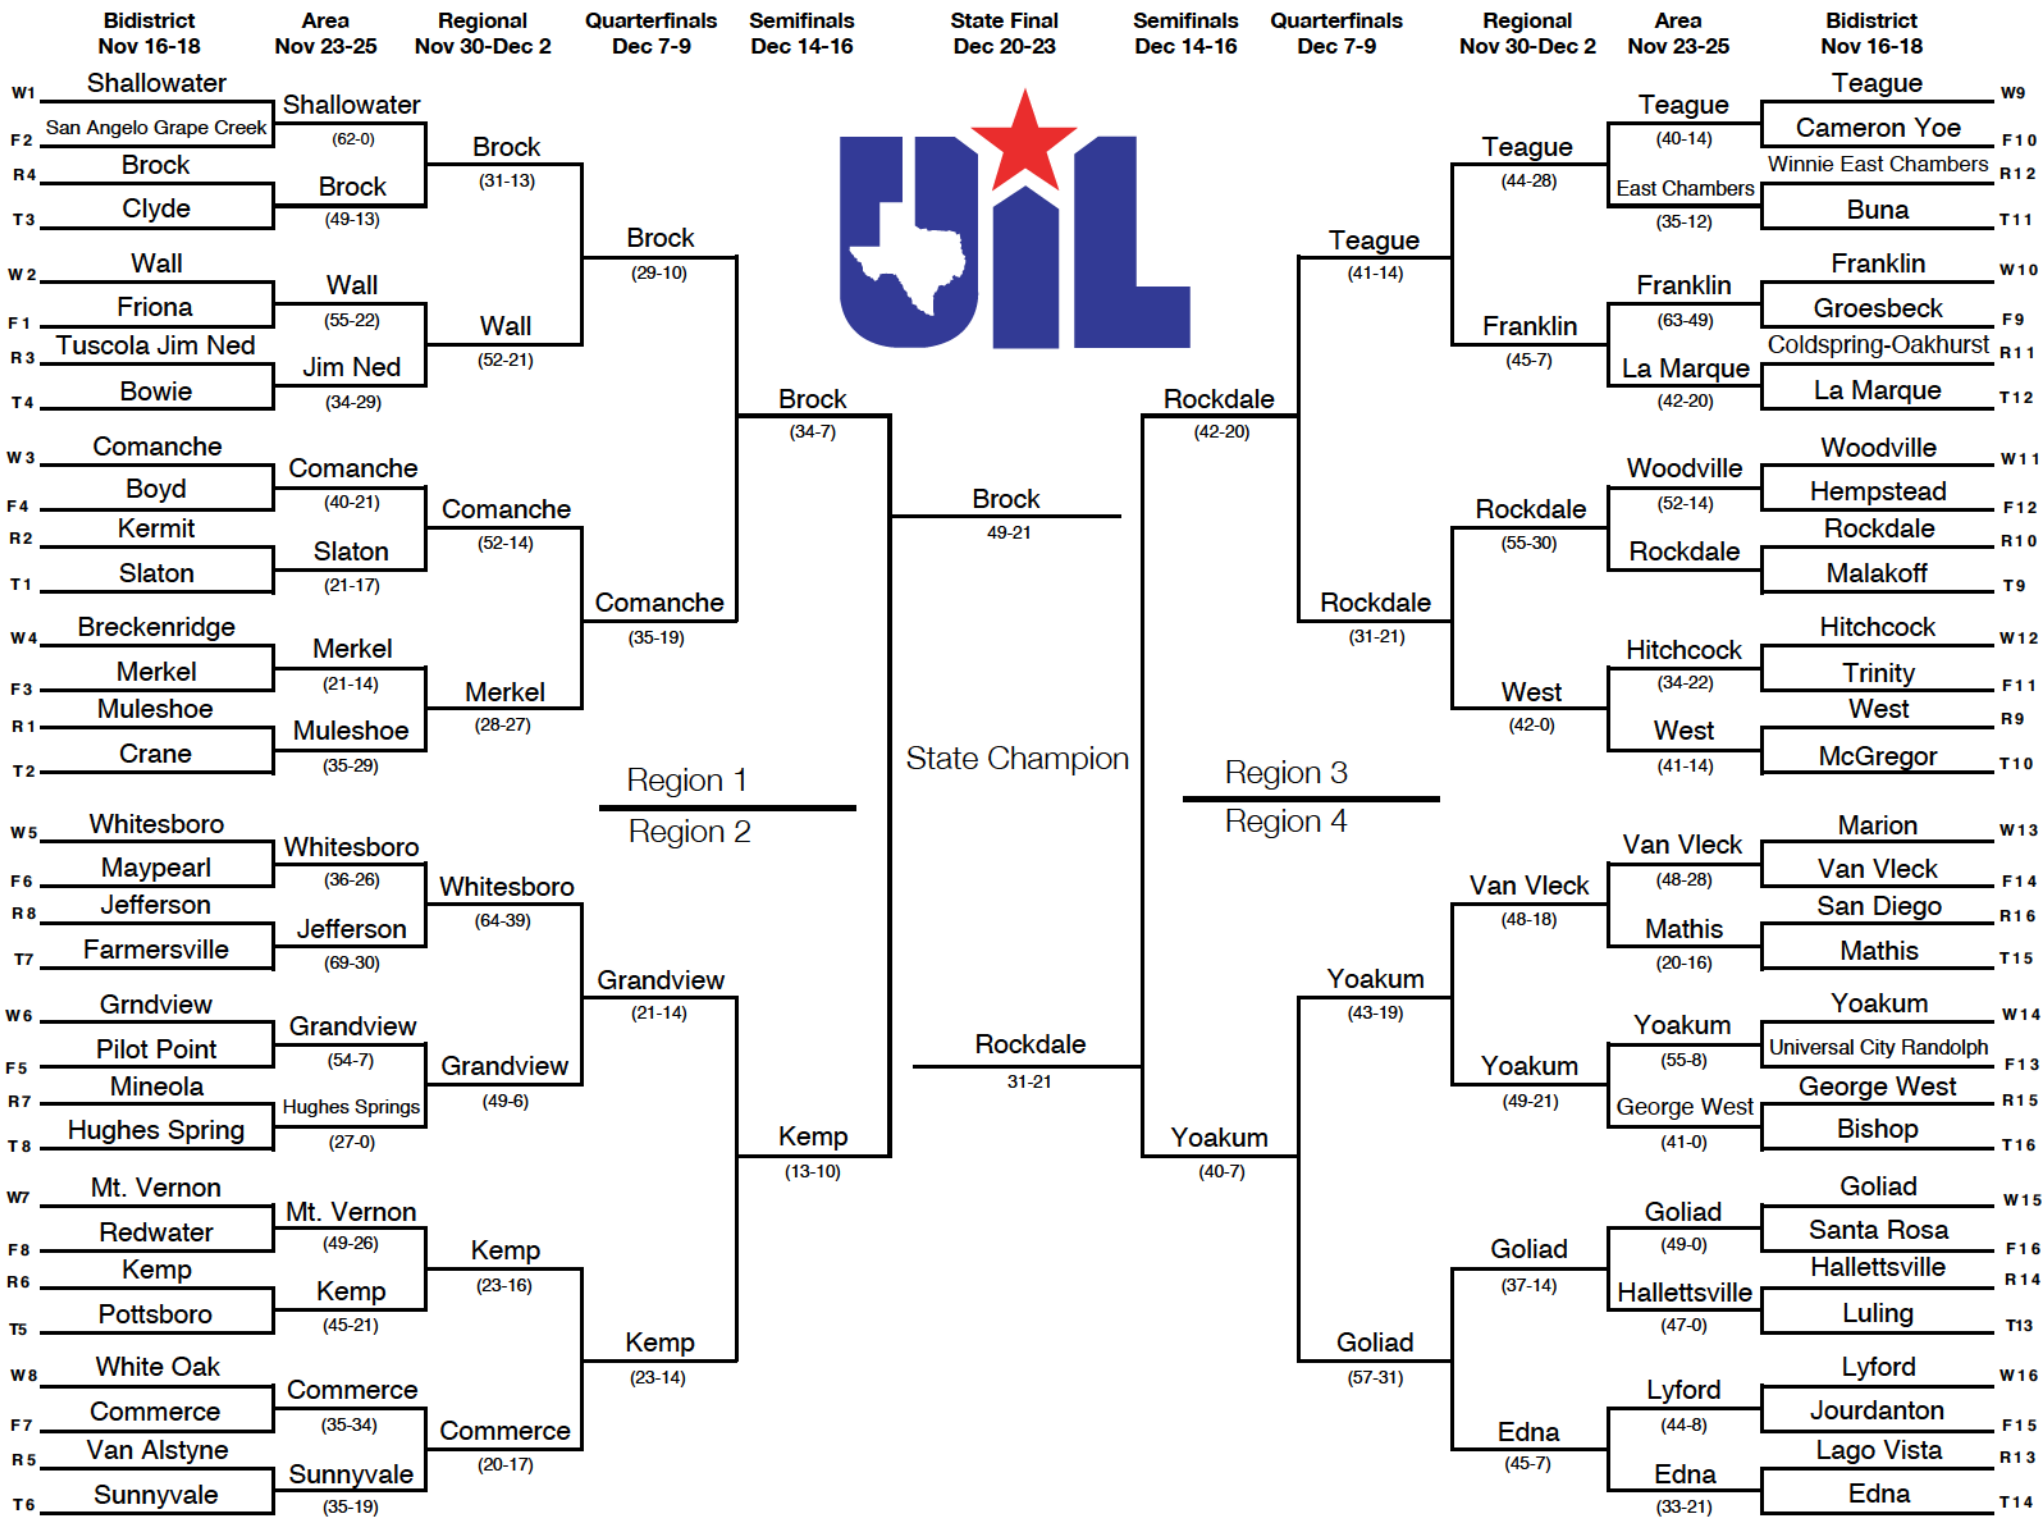 Bidistrict
Nov 16-18
Area
Nov 23-25
Regional
Nov 30-Dec 2
Quarterfinals
Dec 7-9
Semifinals
Dec 14-16
State Final
Dec 20-23
Semifinals
Dec 14-16
Quarterfinals
Dec 7-9
Regional
Nov 30-Dec 2
Area
Nov 23-25
Bidistrict
Nov 16-18
W1 Shallowater
F2 San Angelo Grape Creek
R4 Brock
T3 Clyde
W2 Wall
F1 Friona
R3 Tuscola Jim Ned
T4 Bowie
W3 Comanche
F4 Boyd
R2 Kermit
T1 Slaton
W4 Breckenridge
F3 Merkel
R1 Muleshoe
T2 Crane
W5 Whitesboro
F6 Maypearl
R8 Jefferson
T7 Farmersville
W6 Grndview
F5 Pilot Point
R7 Mineola
T8 Hughes Spring
W7 Mt. Vernon
F8 Redwater
R6 Kemp
T5 Pottsboro
W8 White Oak
F7 Commerce
R5 Van Alstyne
T6 Sunnyvale
Shallowater
(62-0)
Brock
(49-13)
Wall
(55-22)
Jim Ned
(34-29)
Comanche
(40-21)
Slaton
(21-17)
Merkel
(21-14)
Muleshoe
(35-29)
Whitesboro
(36-26)
Jefferson
(69-30)
Grandview
(54-7)
Hughes Springs
(27-0)
Mt. Vernon
(49-26)
Kemp
(45-21)
Commerce
(35-34)
Sunnyvale
(35-19)
Brock
(31-13)
Wall
(52-21)
Comanche
(52-14)
Merkel
(28-27)
Whitesboro
(64-39)
Grandview
(49-6)
Kemp
(23-16)
Commerce
(20-17)
Brock
(29-10)
Comanche
(35-19)
Region 1
Region 2
Grandview
(21-14)
Kemp
(23-14)
Brock
(34-7)
Kemp
(13-10)
UIL
Brock
49-21
State Champion
Rockdale
31-21
Rockdale
(42-20)
Yoakum
(40-7)
Teague
(41-14)
Rockdale
(31-21)
Region 3
Region 4
Yoakum
(43-19)
Goliad
(57-31)
Teague
(44-28)
Franklin
(45-7)
Rockdale
(55-30)
West
(42-0)
Van Vleck
(48-18)
Yoakum
(49-21)
Goliad
(37-14)
Edna
(45-7)
Teague
(40-14)
East Chambers
(35-12)
Franklin
(63-49)
La Marque
(42-20)
Woodville
(52-14)
Rockdale
Hitchcock
(34-22)
West
(41-14)
Van Vleck
(48-28)
Mathis
(20-16)
Yoakum
(55-8)
George West
(41-0)
Goliad
(49-0)
Hallettsville
(47-0)
Lyford
(44-8)
Edna
(33-21)
Teague W9
Cameron Yoe F10
Winnie East Chambers R12
Buna T11
Franklin W10
Groesbeck F9
Coldspring-Oakhurst R11
La Marque T12
Woodville W11
Hempstead F12
Rockdale R10
Malakoff T9
Hitchcock W12
Trinity F11
West R9
McGregor T10
Marion W13
Van Vleck F14
San Diego R16
Mathis T15
Yoakum W14
Universal City Randolph F13
George West R15
Bishop T16
Goliad W15
Santa Rosa F16
Hallettsville R14
Luling T13
Lyford W16
Jourdanton F15
Lago Vista R13
Edna T14